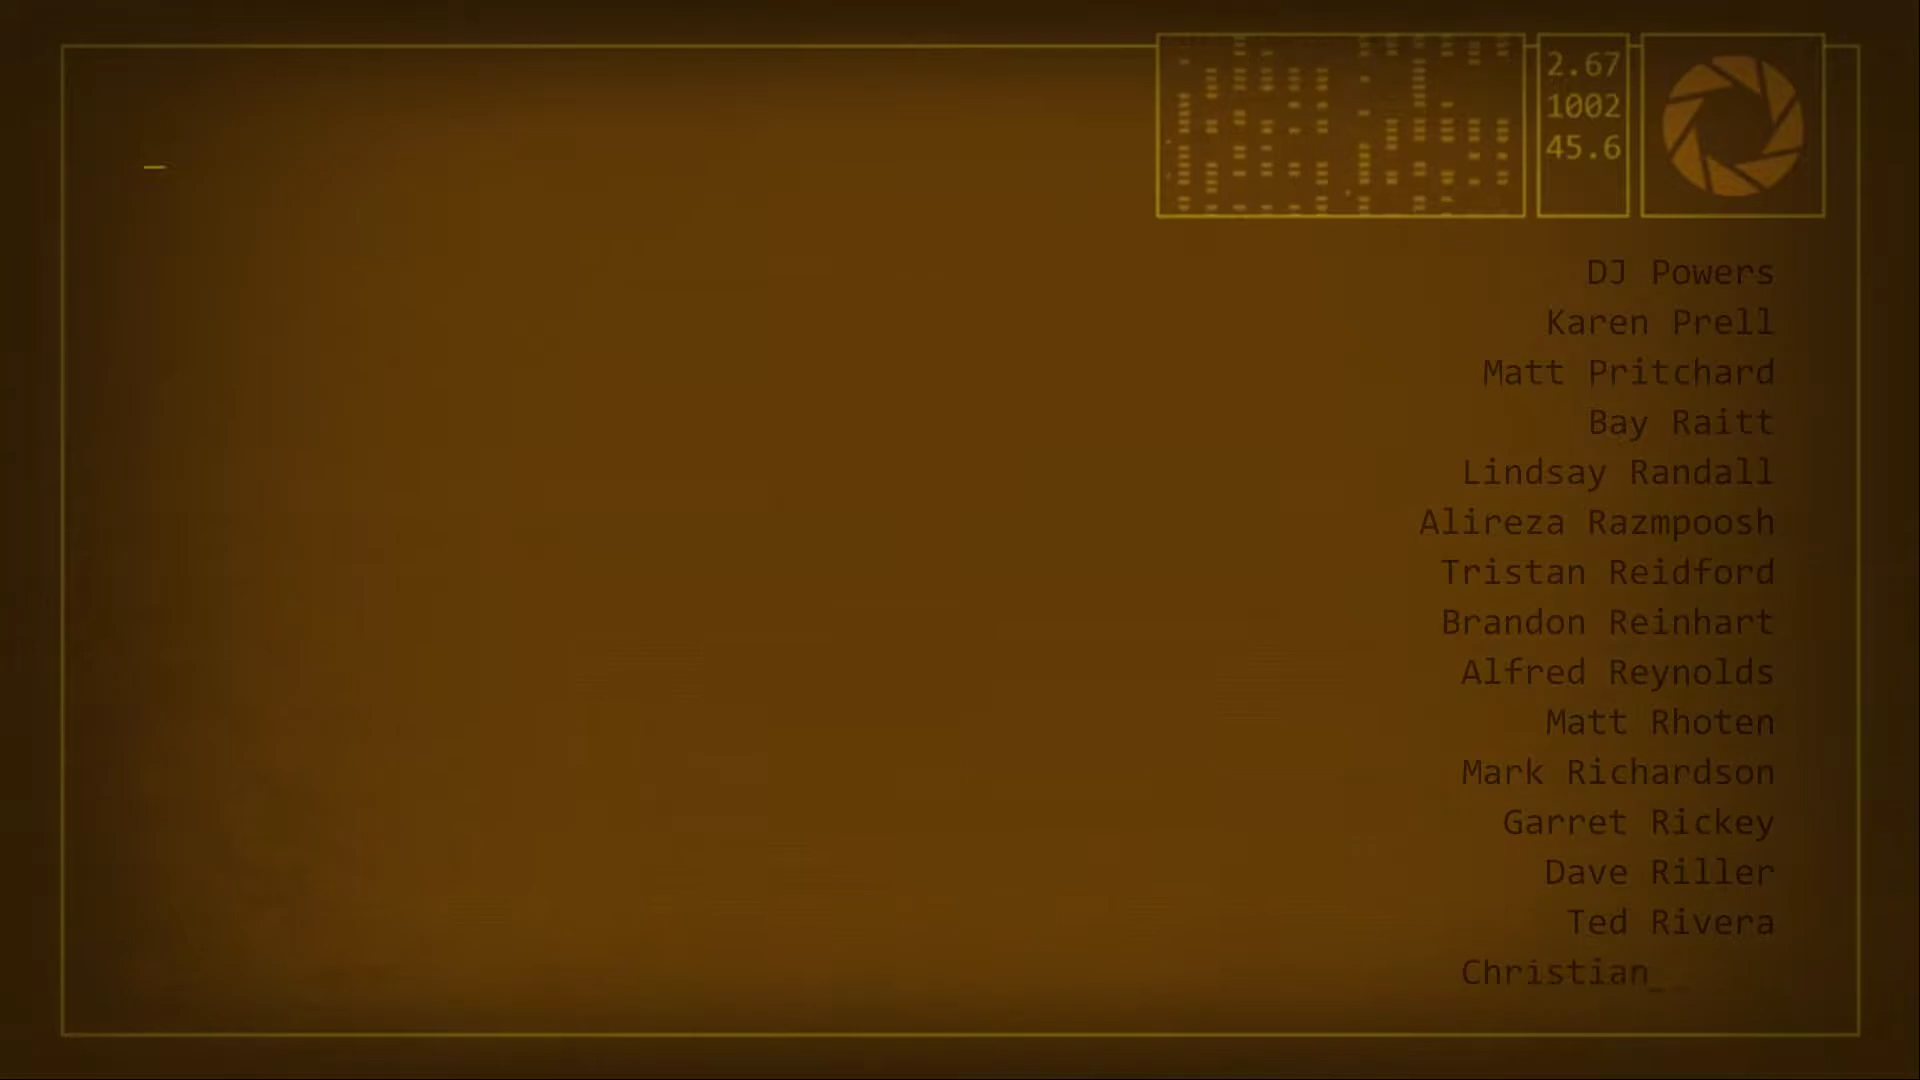 2.67
1002
45.6
DJ Powers
Karen Prell
Matt Pritchard
Bay Raitt
Lindsay Randall
Alireza Razmpoosh
Tristan Reidford
Brandon Reinhart
Alfred Reynolds
Matt Rhoten
Mark Richardson
Garret Rickey
Dave Riller
Ted Rivera
Christian_